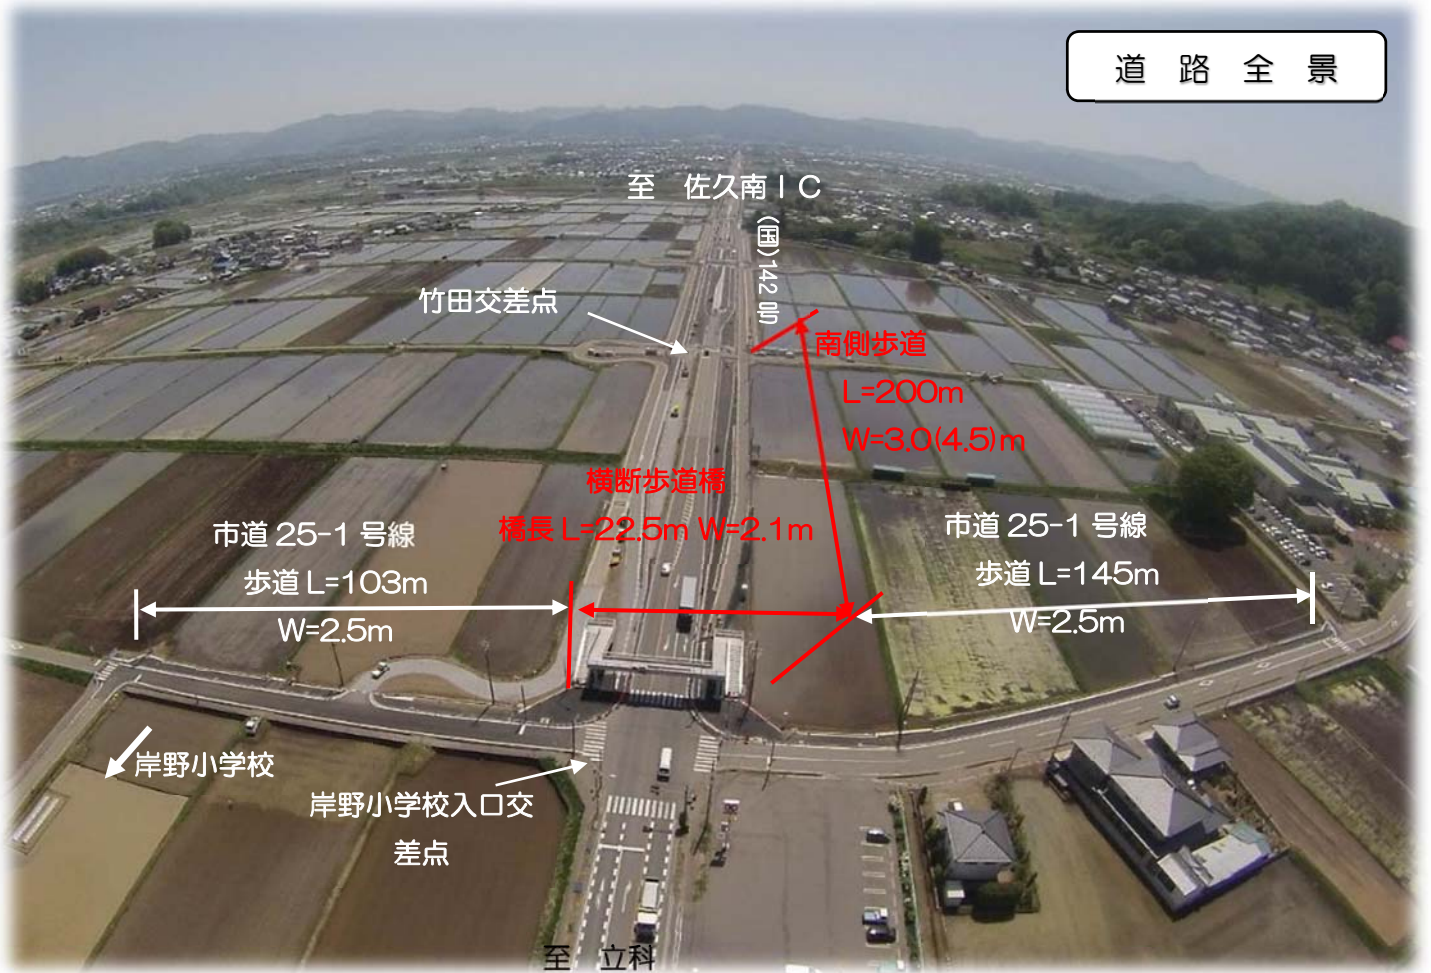 道路全景
至 佐久南IC
(国)142号
竹田交差点
南側歩道
L=200m
W=3.0(4.5)m
横断歩道橋
橋長 L=22.5m W=2.1m
市道 25-1 号線
歩道 L=103m
W=2.5m
市道 25-1 号線
歩道 L=145m
W=2.5m
岸野小学校
岸野小学校入口交
差点
至 立科